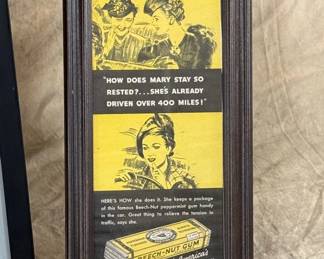 "HOW DOES MARY STAY SO
RESTED?...SHE'S ALREADY
DRIVEN OVER 400 MILES!"
HERE'S HOW she does it. She keeps a package
of this famous Beech-Nut peppermint gum handy
in the car. Great thing to relieve the tension in
traffic, says she.
BEECH-NUT GUM
America's